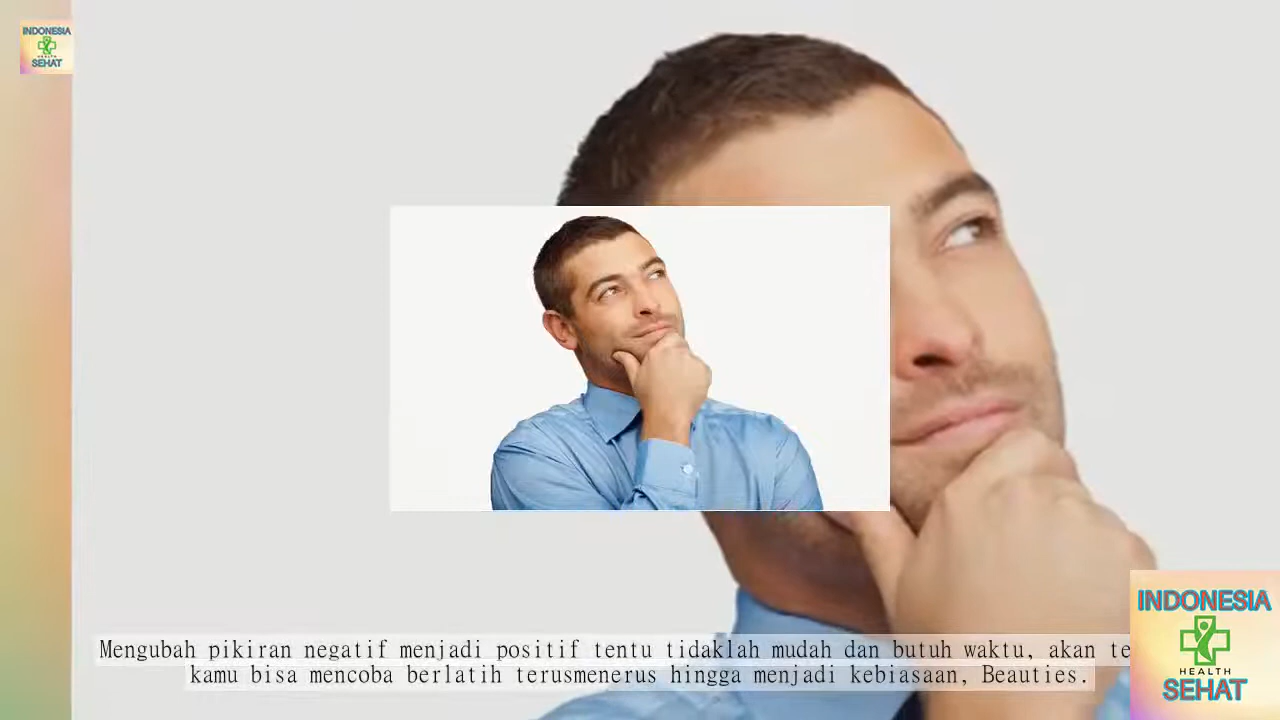 INDONESIA
HEALTH
SEHAT
Mengubah pikiran negatif menjadi positif tentu tidaklah mudah dan butuh waktu, akan te
kamu bisa mencoba berlatih terusmenerus hingga menjadi kebiasaan, Beauties.
INDONESIA
HEALTH
SEHAT